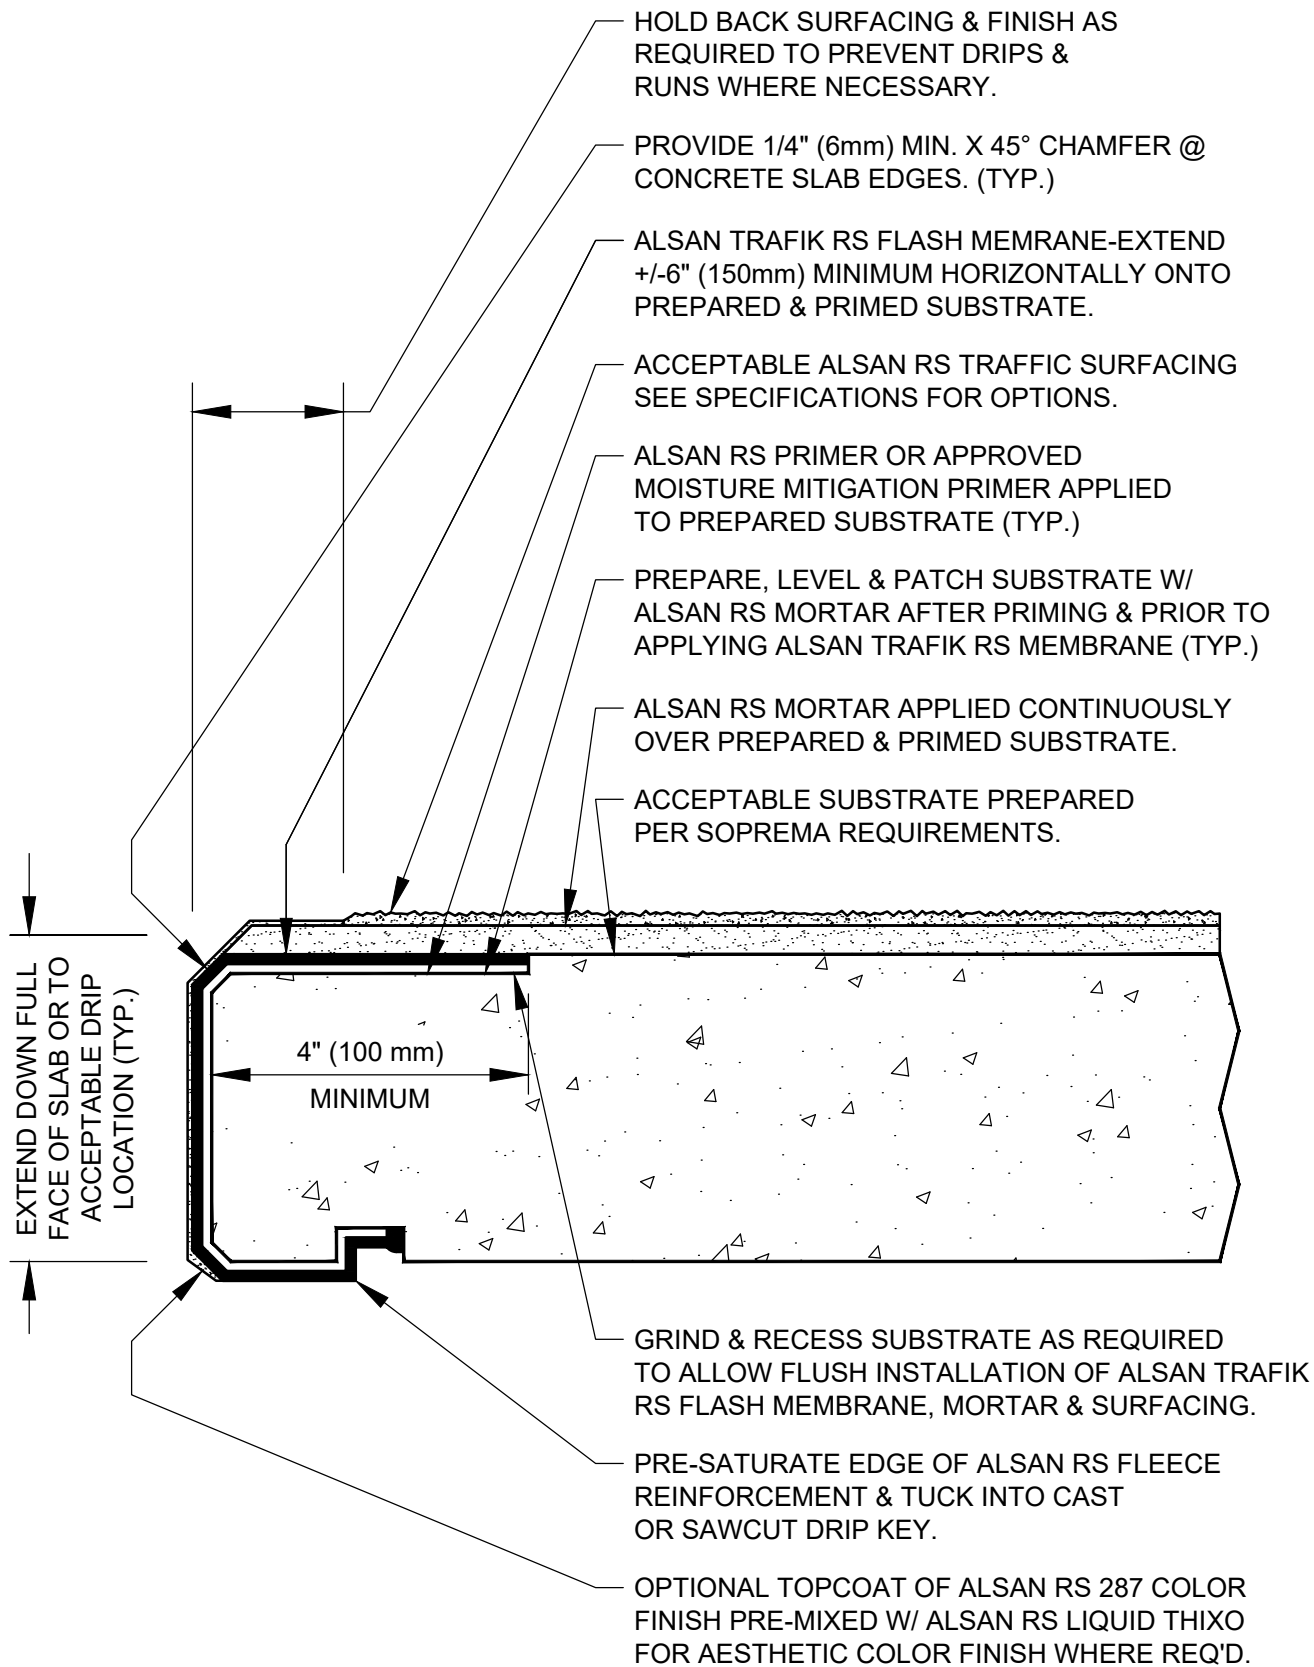 HOLD BACK SURFACING & FINISH AS
REQUIRED TO PREVENT DRIPS &
RUNS WHERE NECESSARY.
PROVIDE 1/4" (6mm) MIN. X 45° CHAMFER @
CONCRETE SLAB EDGES. (TYP.)
ALSAN TRAFIK RS FLASH MEMRANE-EXTEND
+/-6" (150mm) MINIMUM HORIZONTALLY ONTO
PREPARED & PRIMED SUBSTRATE.
ACCEPTABLE ALSAN RS TRAFFIC SURFACING
SEE SPECIFICATIONS FOR OPTIONS.
ALSAN RS PRIMER OR APPROVED
MOISTURE MITIGATION PRIMER APPLIED
TO PREPARED SUBSTRATE (TYP.)
PREPARE, LEVEL & PATCH SUBSTRATE W/
ALSAN RS MORTAR AFTER PRIMING & PRIOR TO
APPLYING ALSAN TRAFIK RS MEMBRANE (TYP.)
ALSAN RS MORTAR APPLIED CONTINUOUSLY
OVER PREPARED & PRIMED SUBSTRATE.
ACCEPTABLE SUBSTRATE PREPARED
PER SOPREMA REQUIREMENTS.
EXTEND DOWN FULL
FACE OF SLAB OR TO
ACCEPTABLE DRIP
LOCATION (TYP.)
4" (100 mm)
MINIMUM
GRIND & RECESS SUBSTRATE AS REQUIRED
TO ALLOW FLUSH INSTALLATION OF ALSAN TRAFIK
RS FLASH MEMBRANE, MORTAR & SURFACING.
PRE-SATURATE EDGE OF ALSAN RS FLEECE
REINFORCEMENT & TUCK INTO CAST
OR SAWCUT DRIP KEY.
OPTIONAL TOPCOAT OF ALSAN RS 287 COLOR
FINISH PRE-MIXED W/ ALSAN RS LIQUID THIXO
FOR AESTHETIC COLOR FINISH WHERE REQ'D.